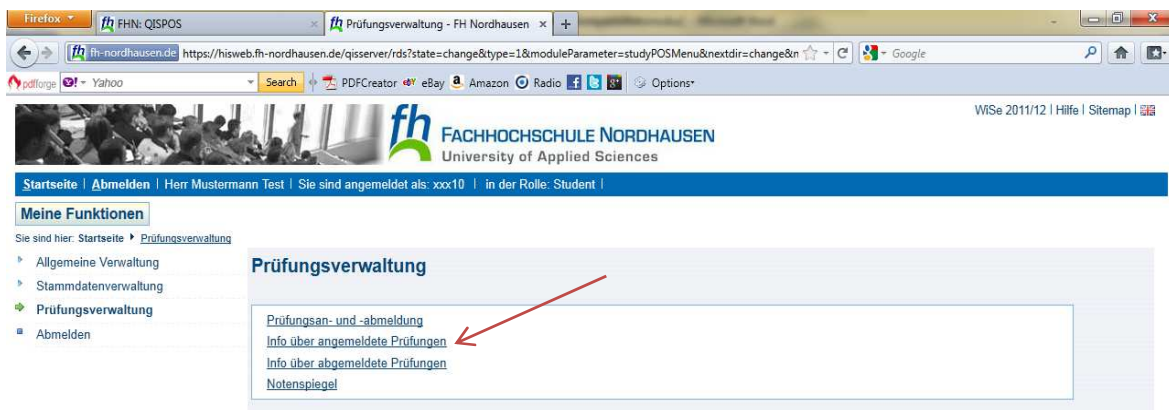 Firefox
FHN: QISPOS
Prüfungsverwaltung - FH Nordhausen
fh-nordhausen.de https://hisweb.fh-nordhausen.de/qisserver/rds?state=change&type=1&moduleParameter=studyPOSMenu&nextdir=change&n
Google
pdfforge Yahoo Search PDFCreator eBay Amazon Radio Options
WiSe 2011/12 | Hilfe | Sitemap |
fh FACHHOCHSCHULE NORDHAUSEN
University of Applied Sciences
Startseite | Abmelden | Herr Mustermann Test | Sie sind angemeldet als: xxx10 | in der Rolle: Student |
Meine Funktionen
Sie sind hier: Startseite Prüfungsverwaltung
Allgemeine Verwaltung
Stammdatenverwaltung
Prüfungsverwaltung
Abmelden
Prüfungsverwaltung
Prüfungsan- und -abmeldung
Info über angemeldete Prüfungen
Info über abgemeldete Prüfungen
Notenspiegel